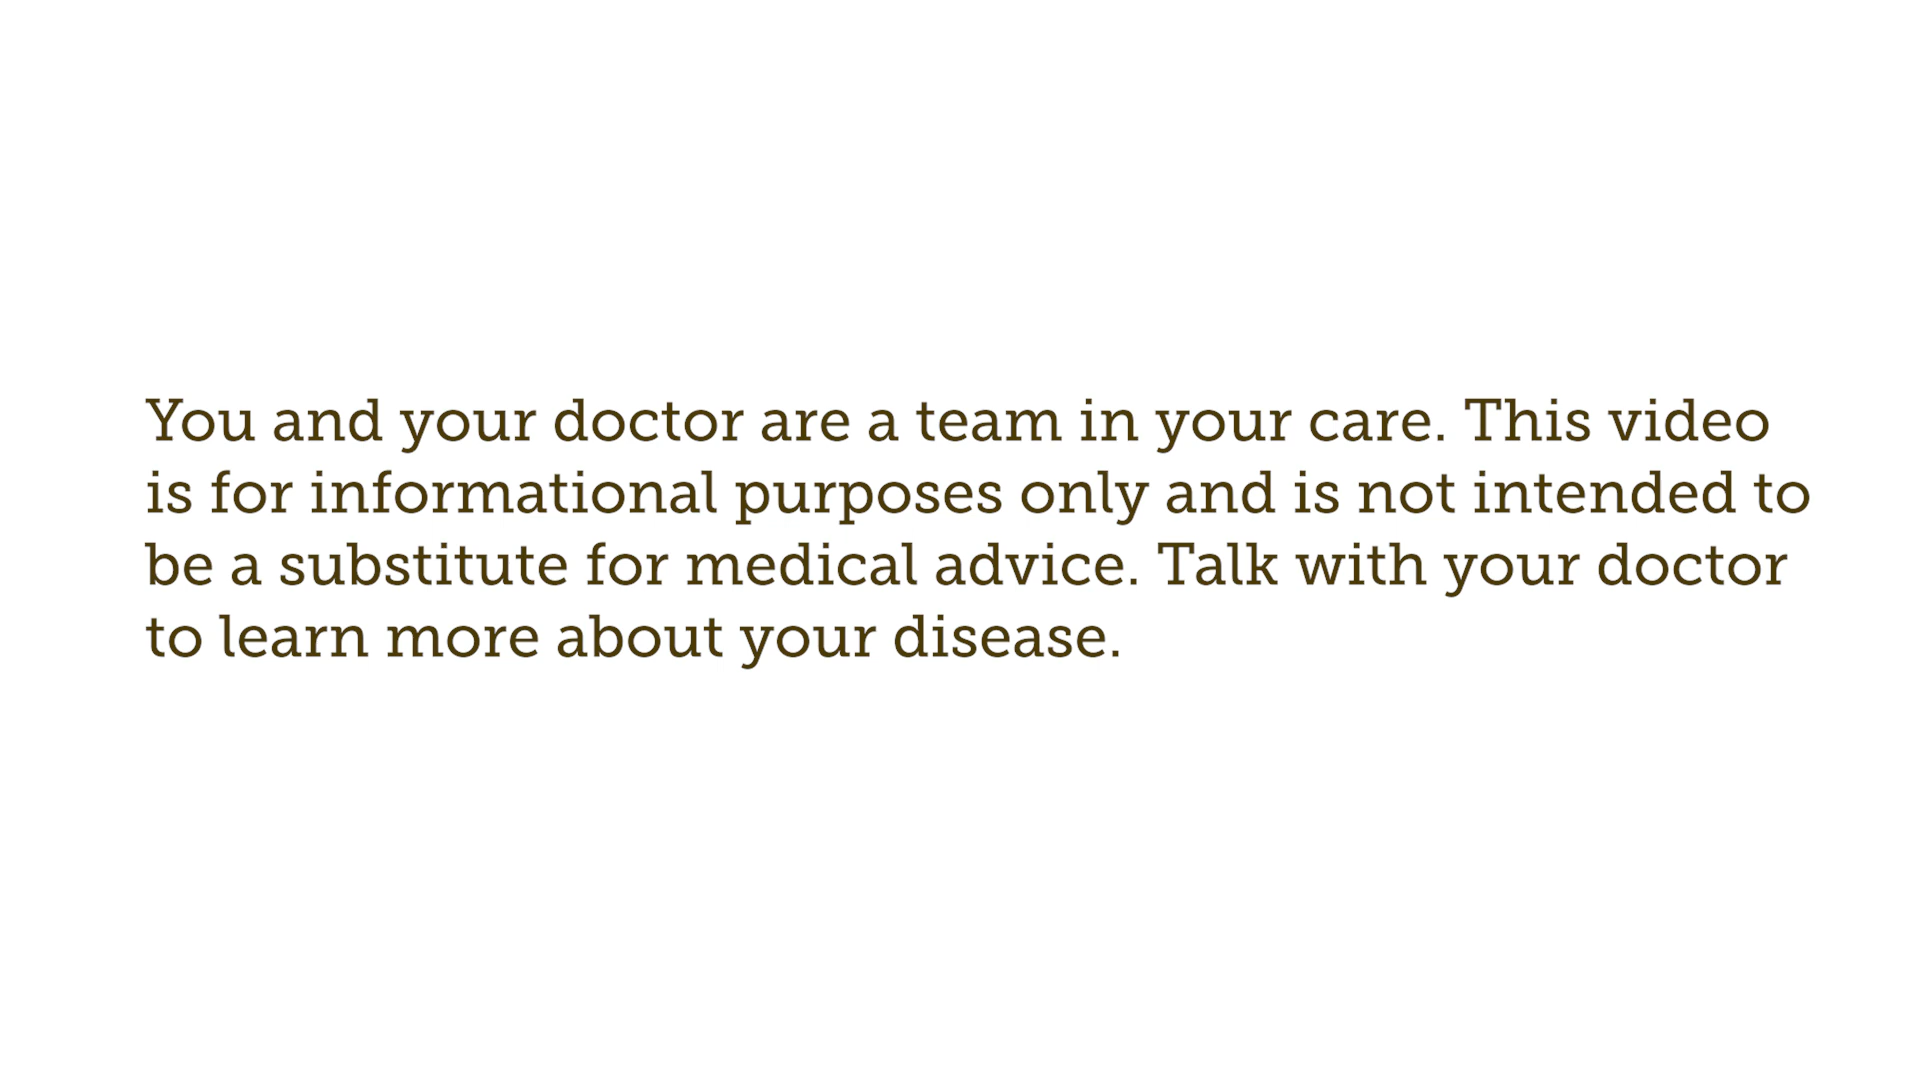 You and your doctor are a team in your care. This video
is for informational purposes only and is not intended to
be a substitute for medical advice. Talk with your doctor
to learn more about your disease.